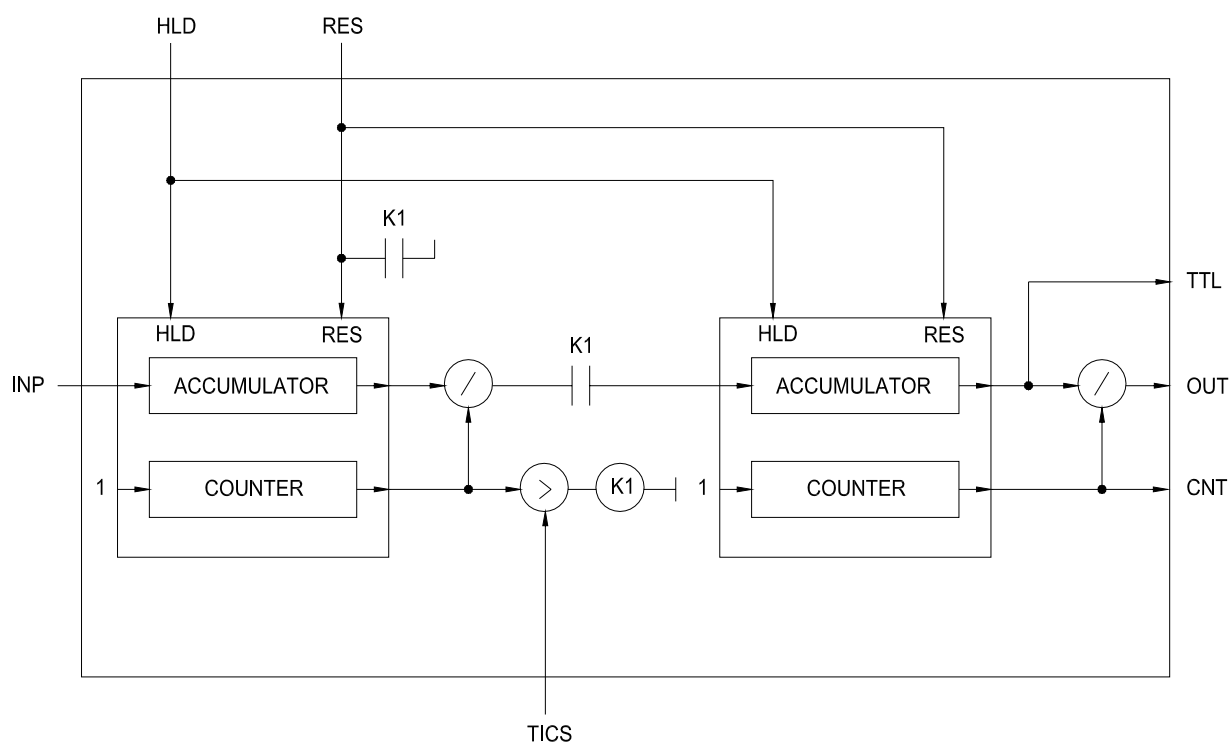 HLD RES
K1
TTL
HLD RES HLD RES
K1
INP ACCUMULATOR / ACCUMULATOR / OUT
1 COUNTER > K1 1 COUNTER CNT
TICS